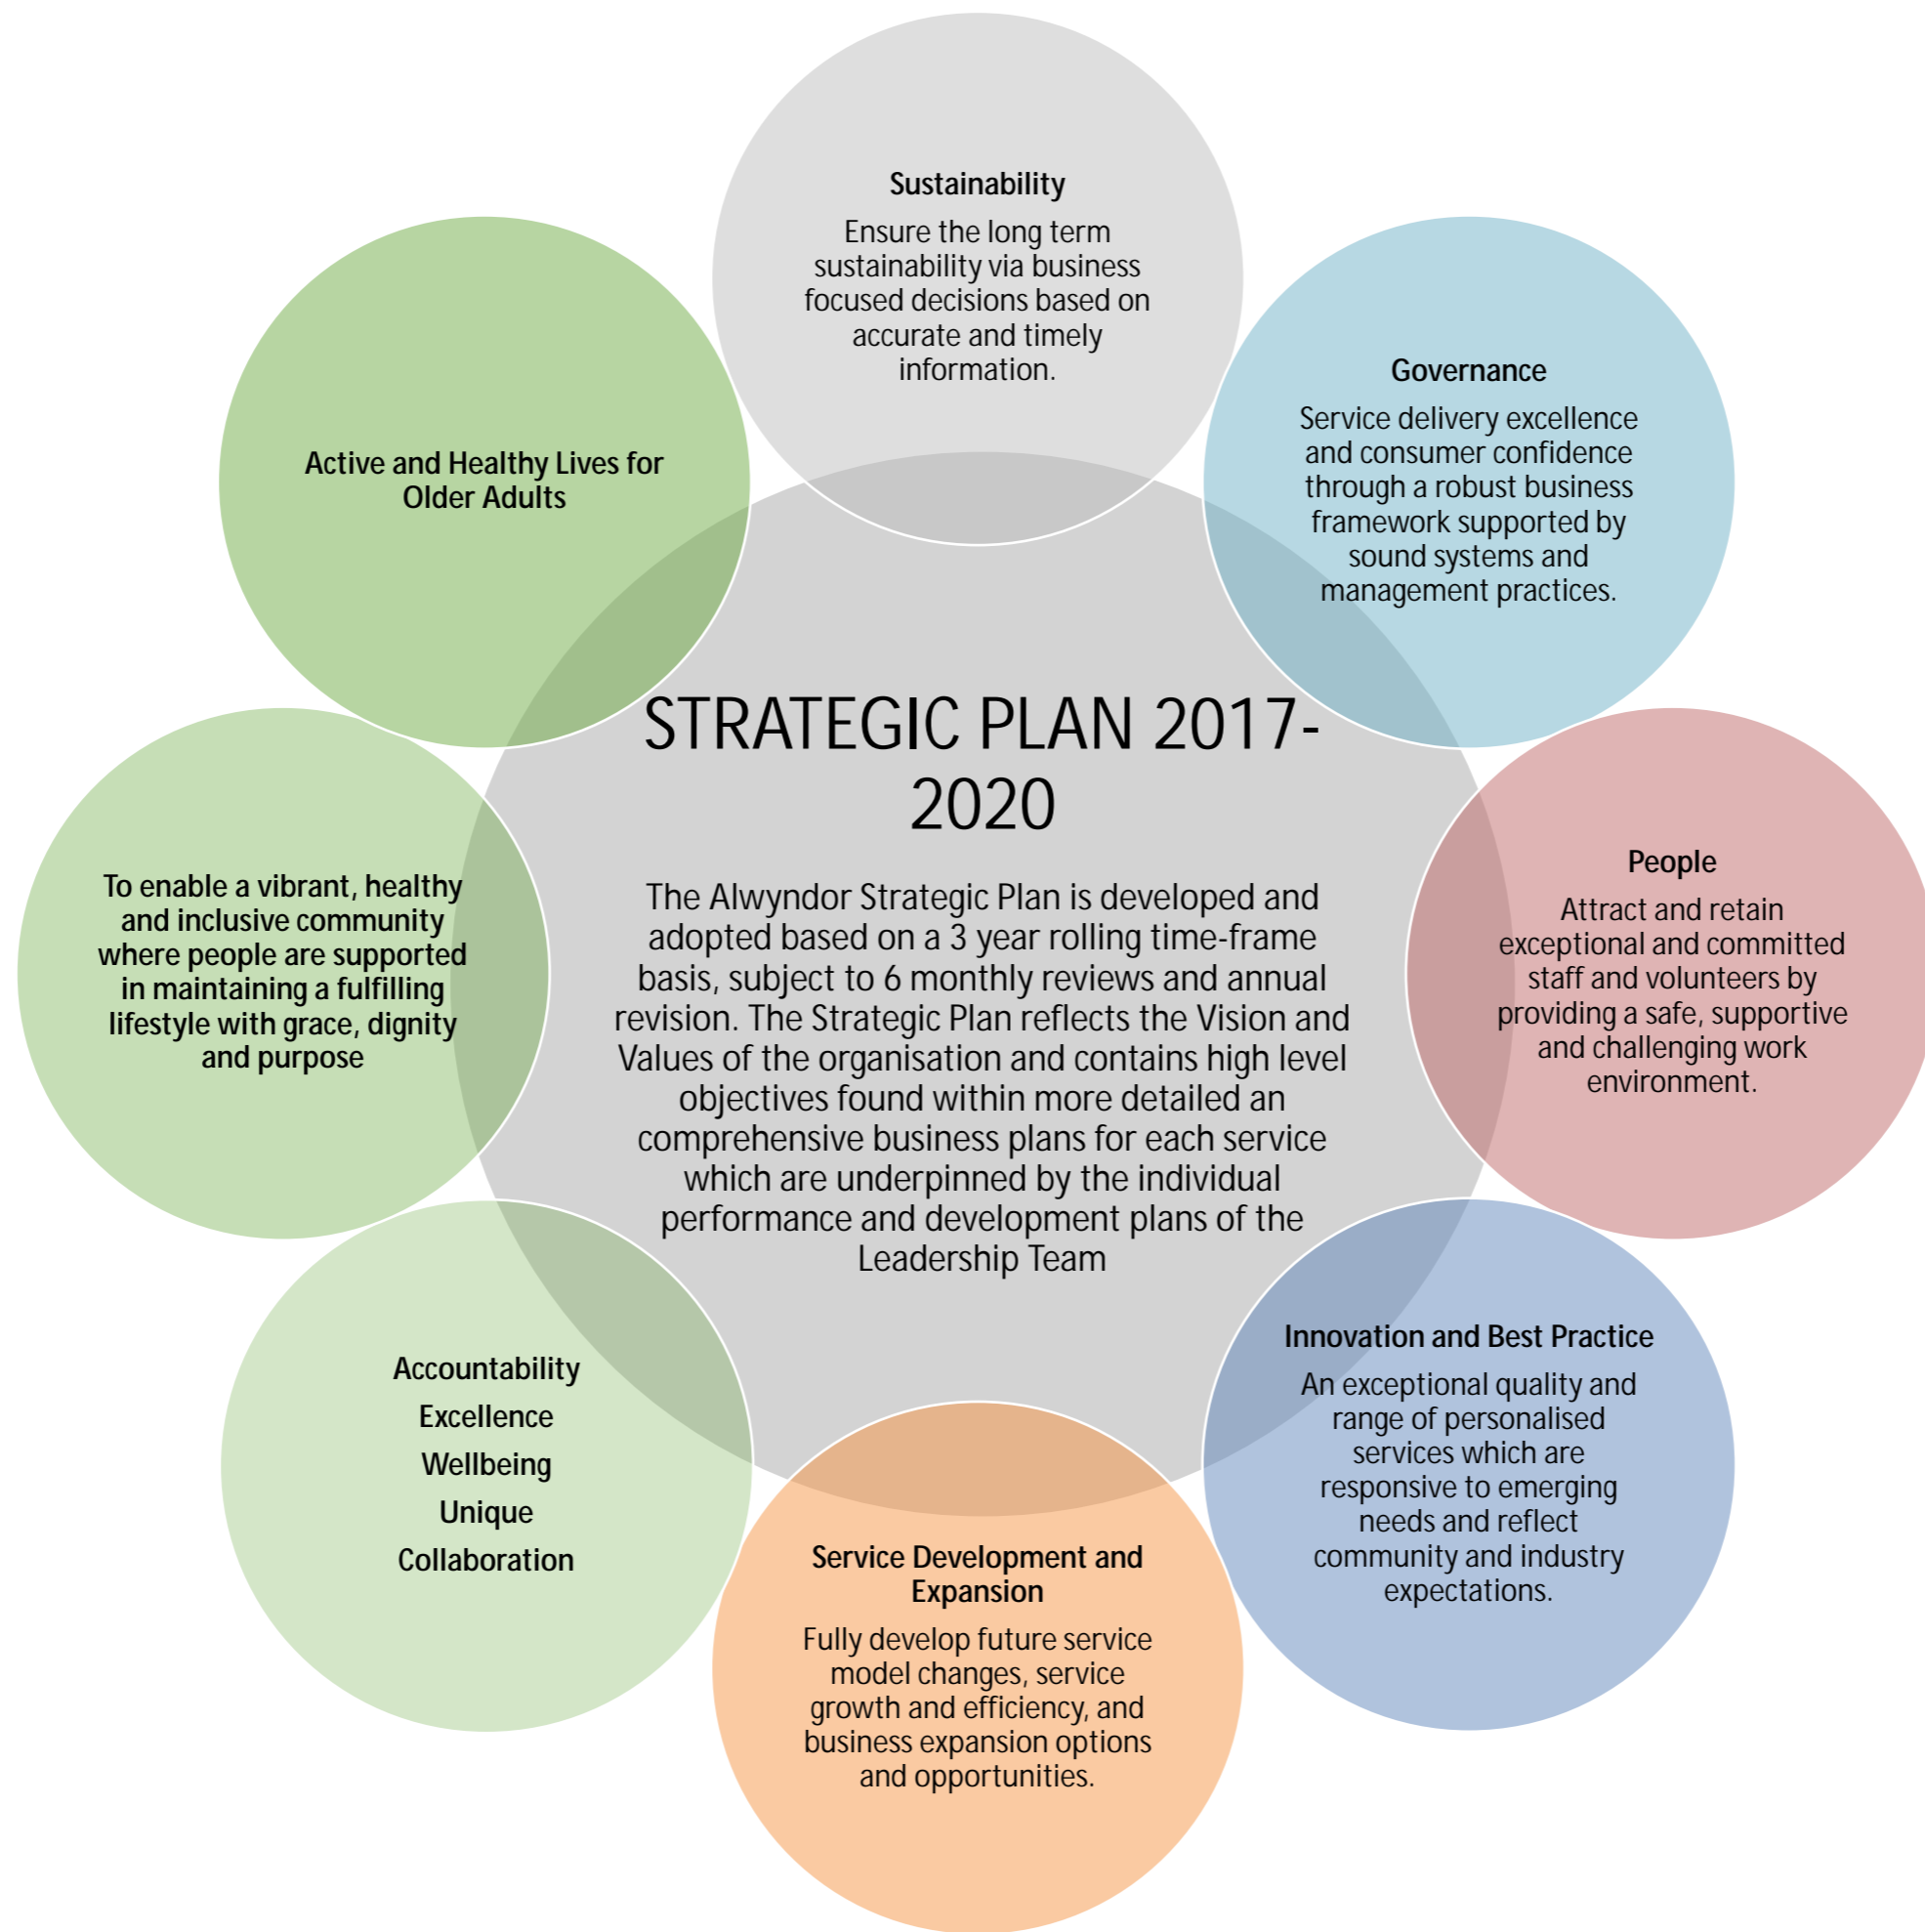 Sustainability
Ensure the long term
sustainability via business
focused decisions based on
accurate and timely
information.
Governance
Service delivery excellence
and consumer confidence
through a robust business
framework supported by
sound systems and
management practices.
People
Attract and retain
exceptional and committed
staff and volunteers by
providing a safe, supportive
and challenging work
environment.
Innovation and Best Practice
An exceptional quality and
range of personalised
services which are
responsive to emerging
needs and reflect
community and industry
expectations.
Service Development and
Expansion
Fully develop future service
model changes, service
growth and efficiency, and
business expansion options
and opportunities.
Accountability
Excellence
Wellbeing
Unique
Collaboration
To enable a vibrant, healthy
and inclusive community
where people are supported
in maintaining a fulfilling
lifestyle with grace, dignity
and purpose
Active and Healthy Lives for
Older Adults
STRATEGIC PLAN 2017-
2020
The Alwyndor Strategic Plan is developed and
adopted based on a 3 year rolling time-frame
basis, subject to 6 monthly reviews and annual
revision. The Strategic Plan reflects the Vision and
Values of the organisation and contains high level
objectives found within more detailed an
comprehensive business plans for each service
which are underpinned by the individual
performance and development plans of the
Leadership Team